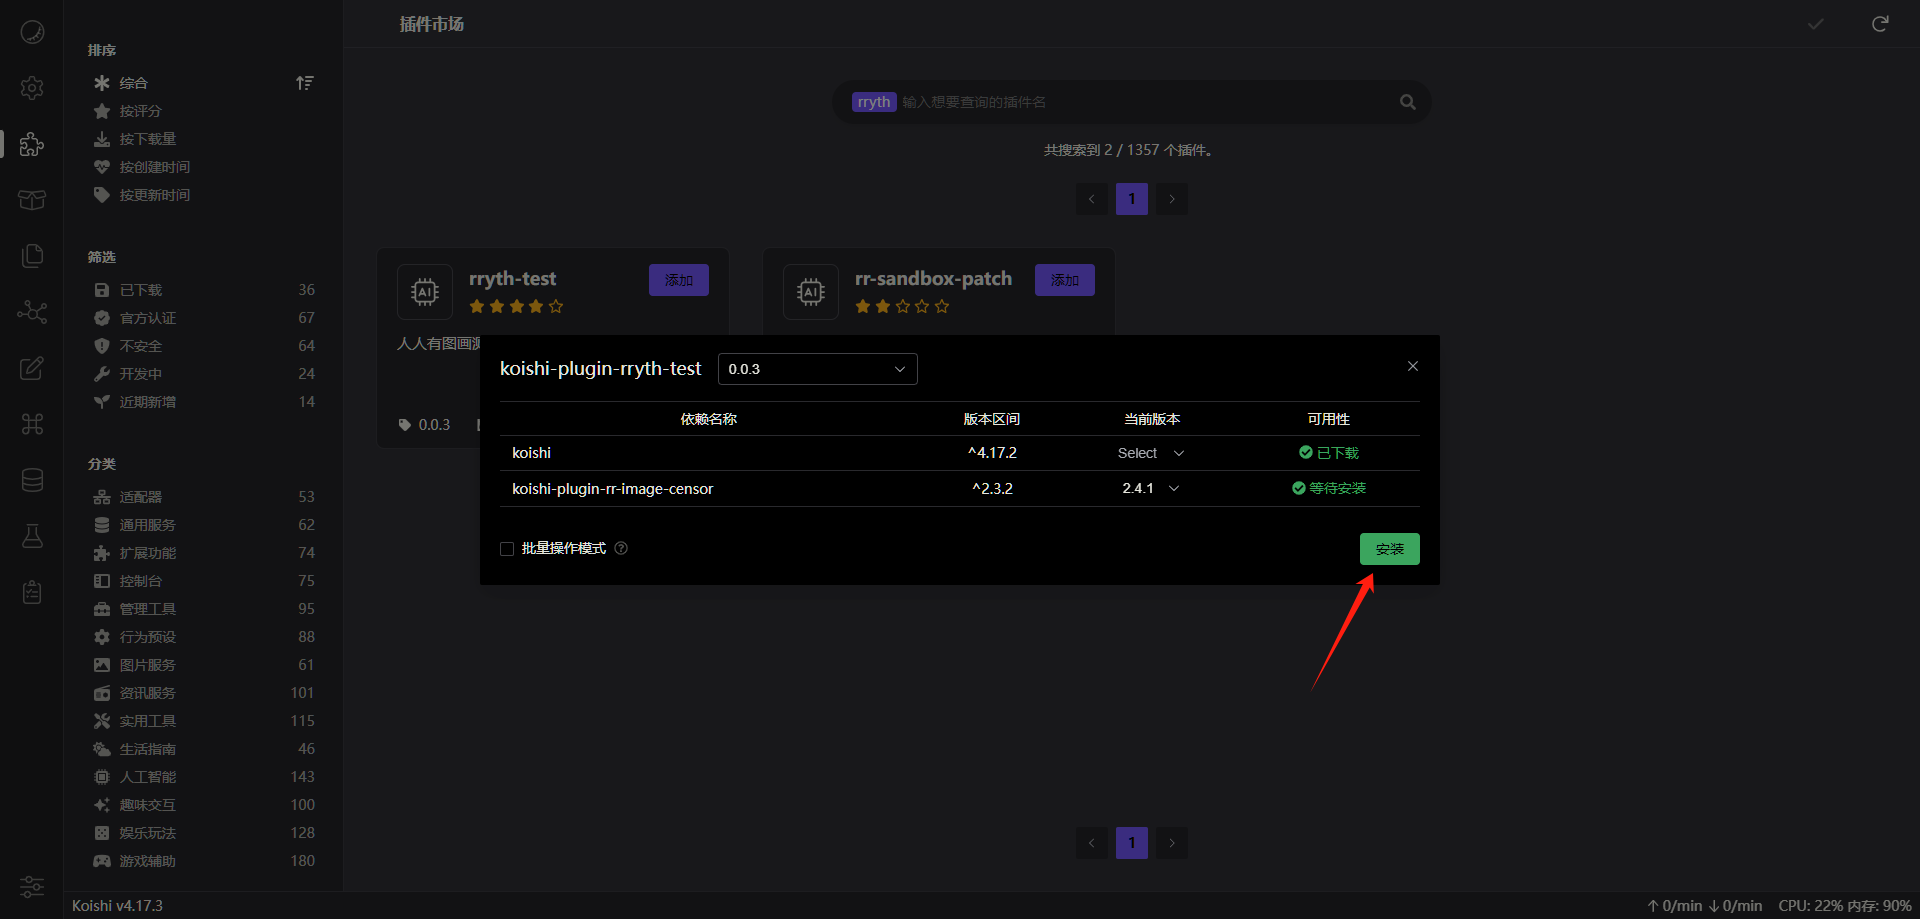 插件市场
排序
综合
按评分
按下载量
按创建时间
按更新时间
筛选
已下载 36
官方认证 67
不安全 64
开发中 24
近期新增 14
分类
适配器 53
通用服务 62
扩展功能 74
控制台 75
管理工具 95
行为预设 88
图片服务 61
资讯服务 101
实用工具 115
生活指南 46
人工智能 143
趣味交互 100
娱乐玩法 128
游戏辅助 180
rryth 输入想要查询的插件名
共搜索到 2 / 1357 个插件。
1
rryth-test 添加
人人有图画
0.0.3
rr-sandbox-patch 添加
koishi-plugin-rryth-test 0.0.3
依赖名称 版本区间 当前版本 可用性
koishi ^4.17.2 Select 已下载
koishi-plugin-rr-image-censor ^2.3.2 2.4.1 等待安装
批量操作模式 安装
1
Koishi v4.17.3
0/min 0/min CPU: 22% 内存: 90%